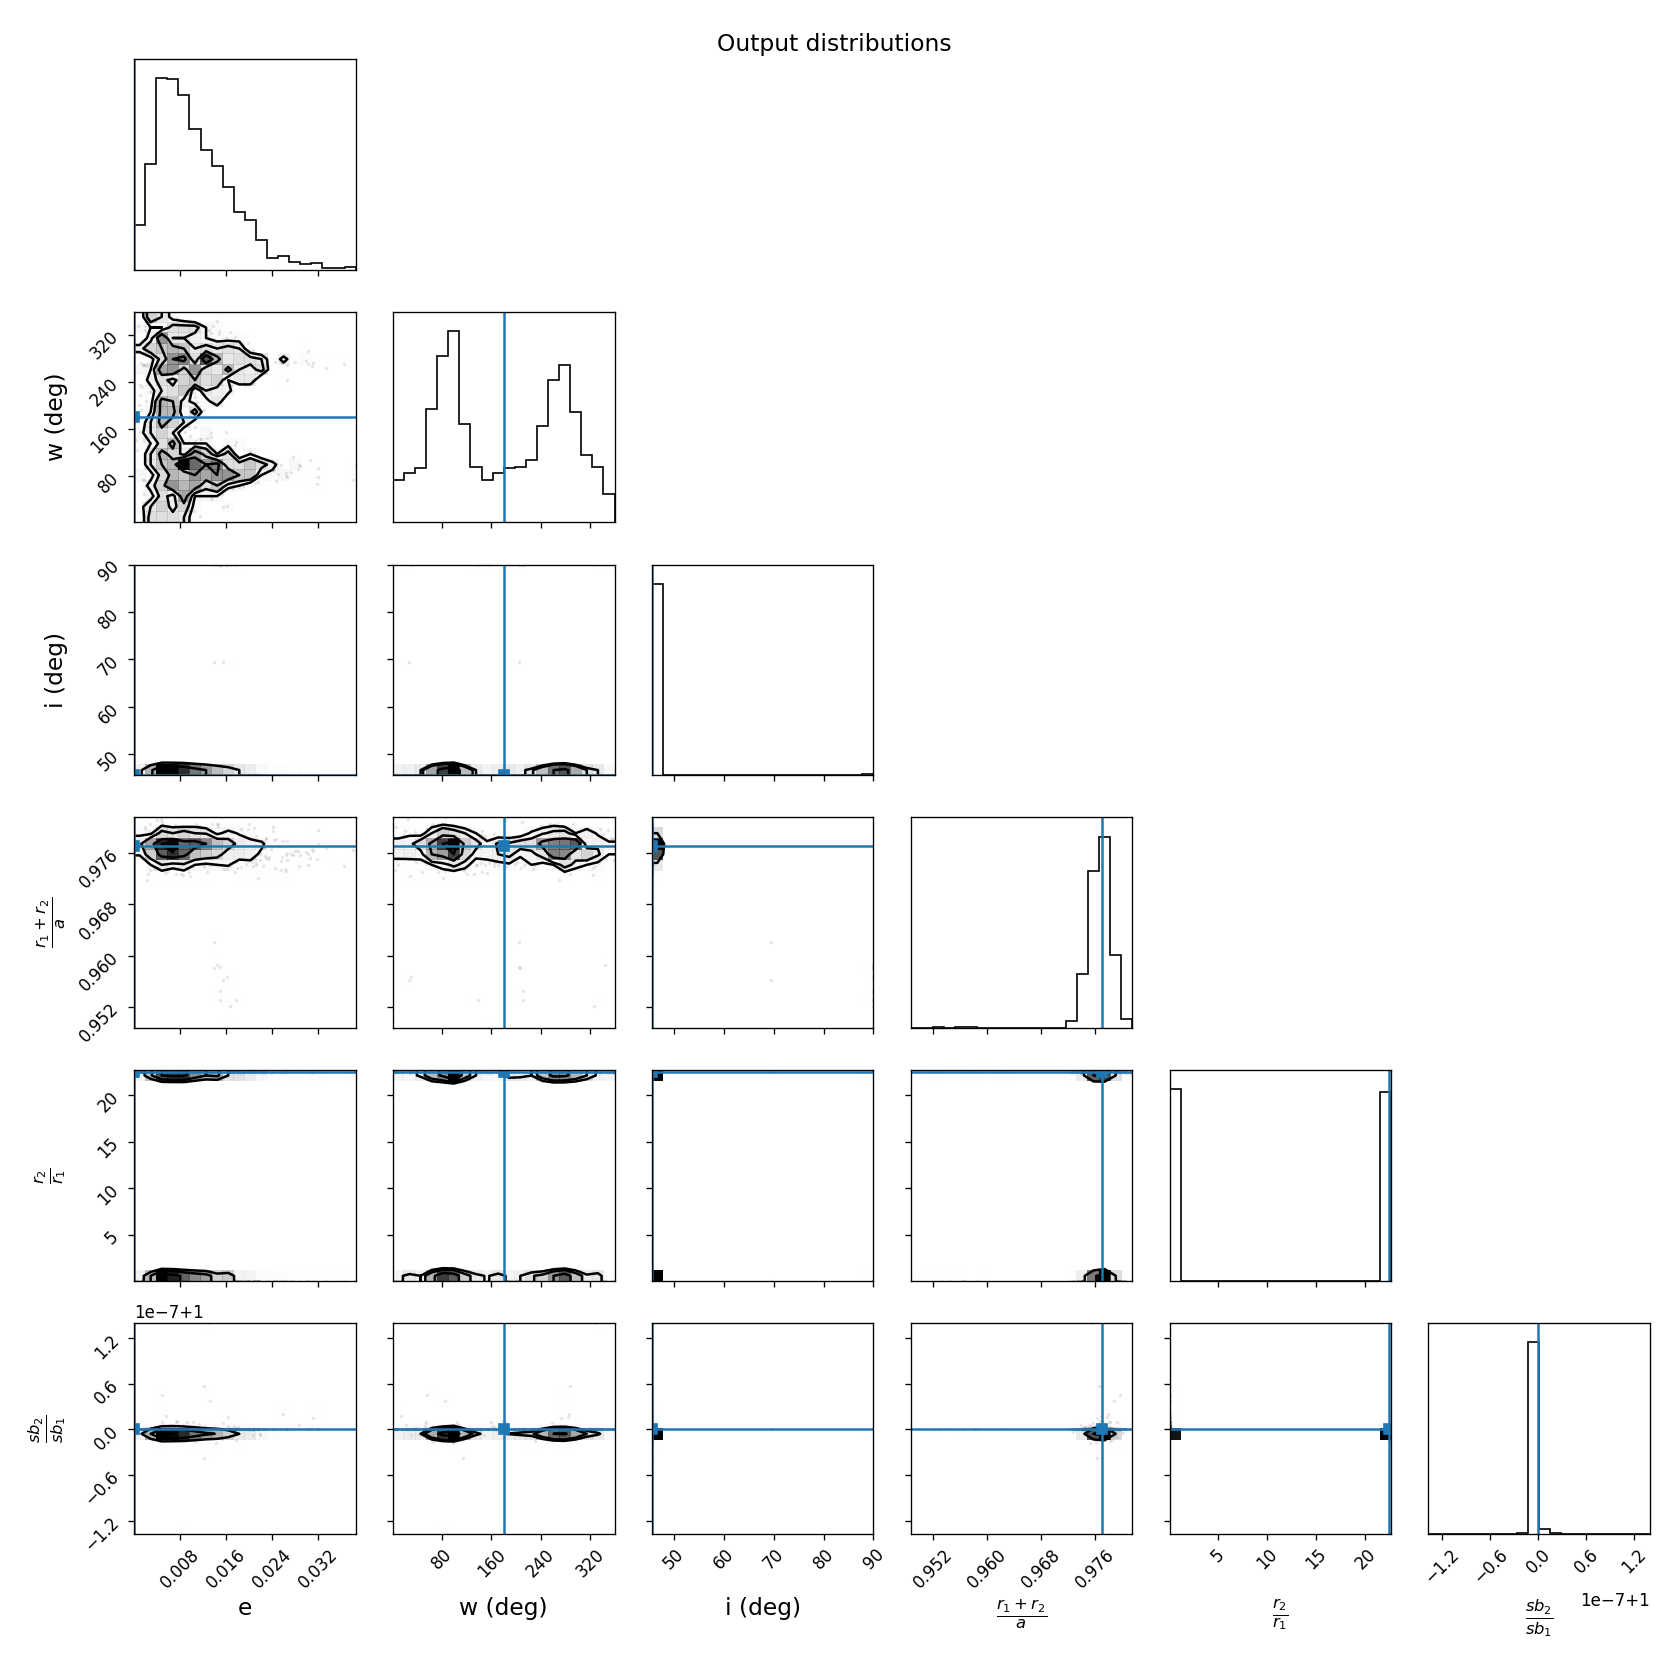 Output distributions
w (deg)
320
240
160
80
i (deg)
90
80
70
60
50
r₁ + r₂
a
0.976
0.968
0.960
0.952
r₂
r₁
20
15
10
5
1e−7+1
sb₂
sb₁
1.2
0.6
0.0
−0.6
−1.2
0.008 0.016 0.024 0.032 80 160 240 320 50 60 70 80 90 0.952 0.960 0.968 0.976 5 10 15 20 −1.2 −0.6 0.0 0.6 1.2
1e−7+1
e w (deg) i (deg)
r₁ + r₂
a
r₂
r₁
sb₂
sb₁